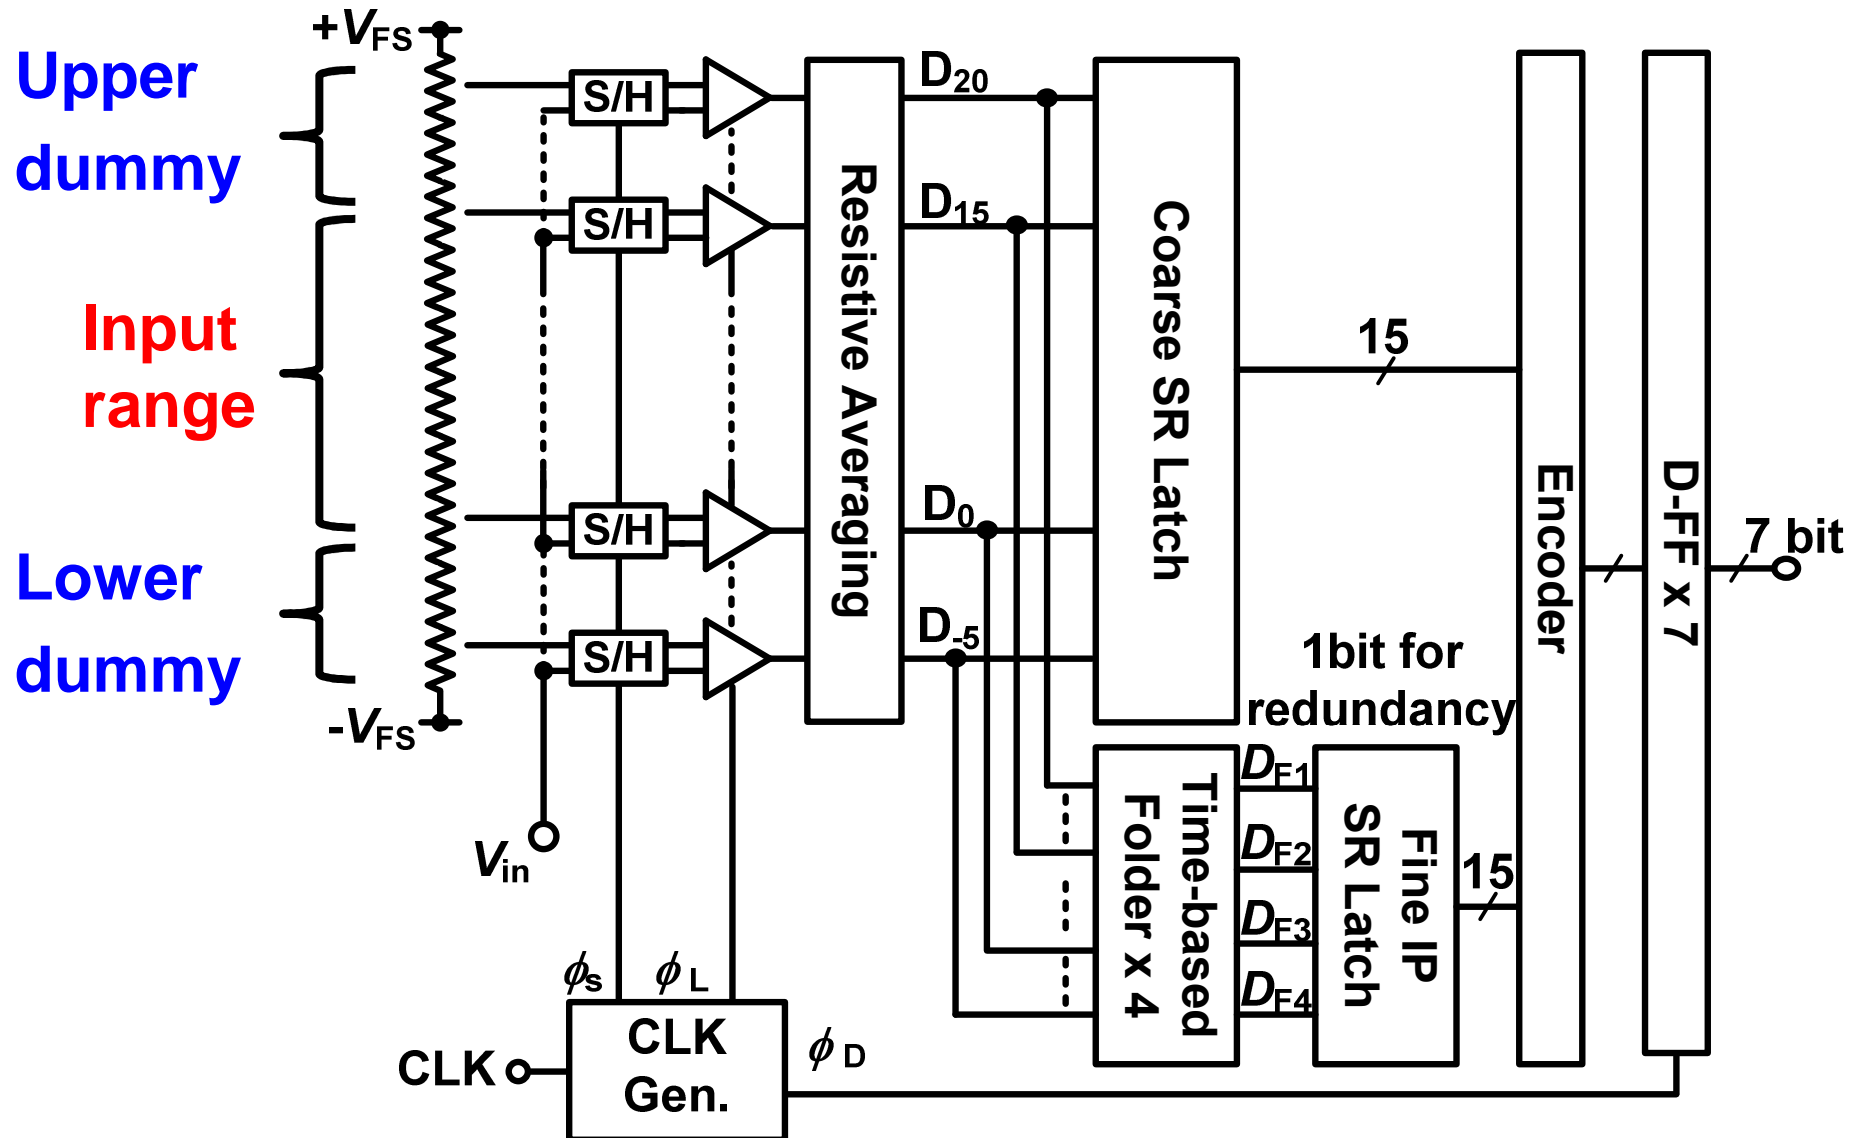 +VFS
Upper
dummy
Input
range
Lower
dummy
-VFS
Vin
S/H
S/H
S/H
S/H
Resistive Averaging
D20
D15
D0
D-5
Coarse SR Latch
15
1bit for
redundancy
Time-based
Folder x 4
DF1
DF2
DF3
DF4
Fine IP
SR Latch
15
Encoder
D-FF x 7
7 bit
ϕs
ϕL
ϕD
CLK
CLK
Gen.